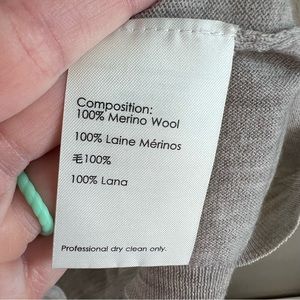 Composition:
100% Merino Wool
100% Laine Mérinos
毛100%
100% Lana
Professional dry clean only.